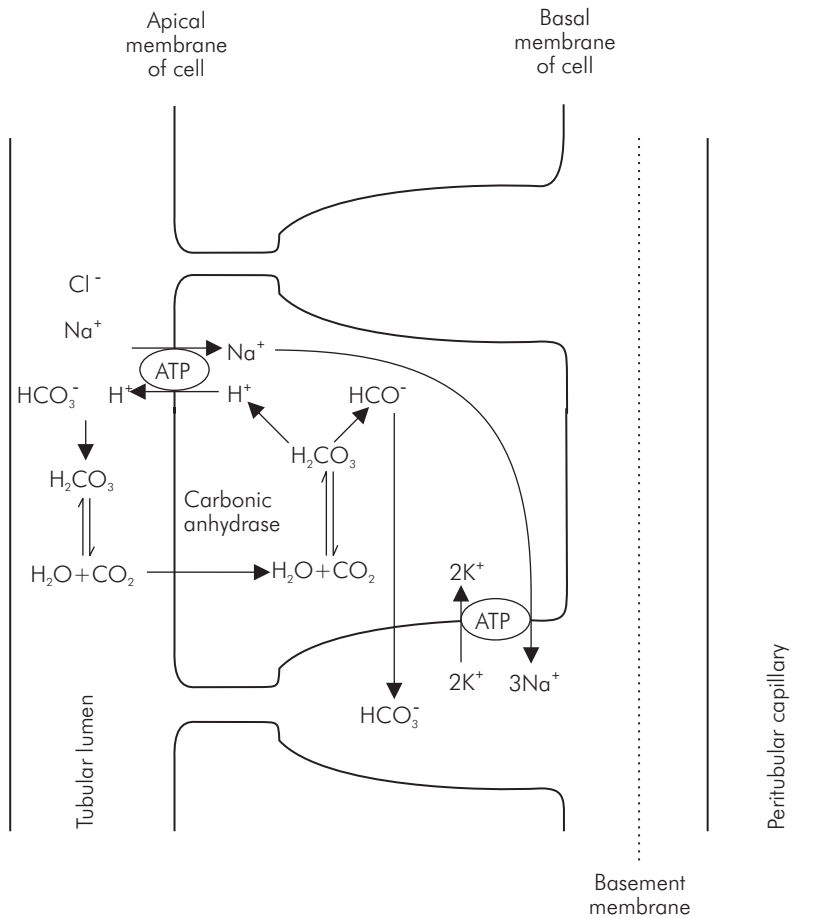 Apical
membrane
of cell
Basal
membrane
of cell
Cl⁻
Na⁺
Na⁺
ATP
HCO₃⁻
H⁺
H⁺
HCO⁻
H₂CO₃
H₂CO₃
Carbonic
anhydrase
H₂O+CO₂
H₂O+CO₂
2K⁺
ATP
2K⁺
3Na⁺
HCO₃⁻
Tubular lumen
Peritubular capillary
Basement
membrane